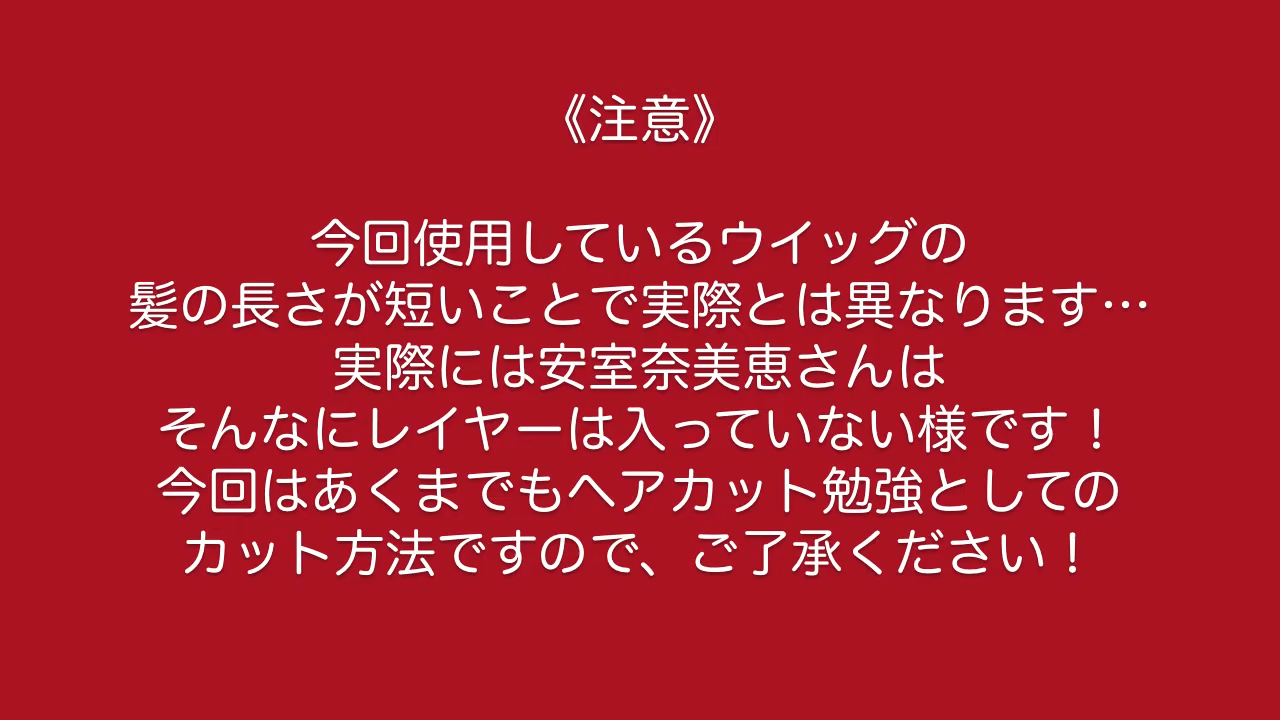 《注意》
今回使用しているウイッグの
髪の長さが短いことで実際とは異なります…
実際には安室奈美恵さんは
そんなにレイヤーは入っていない様です！
今回はあくまでもヘアカット勉強としての
カット方法ですので、ご了承ください！